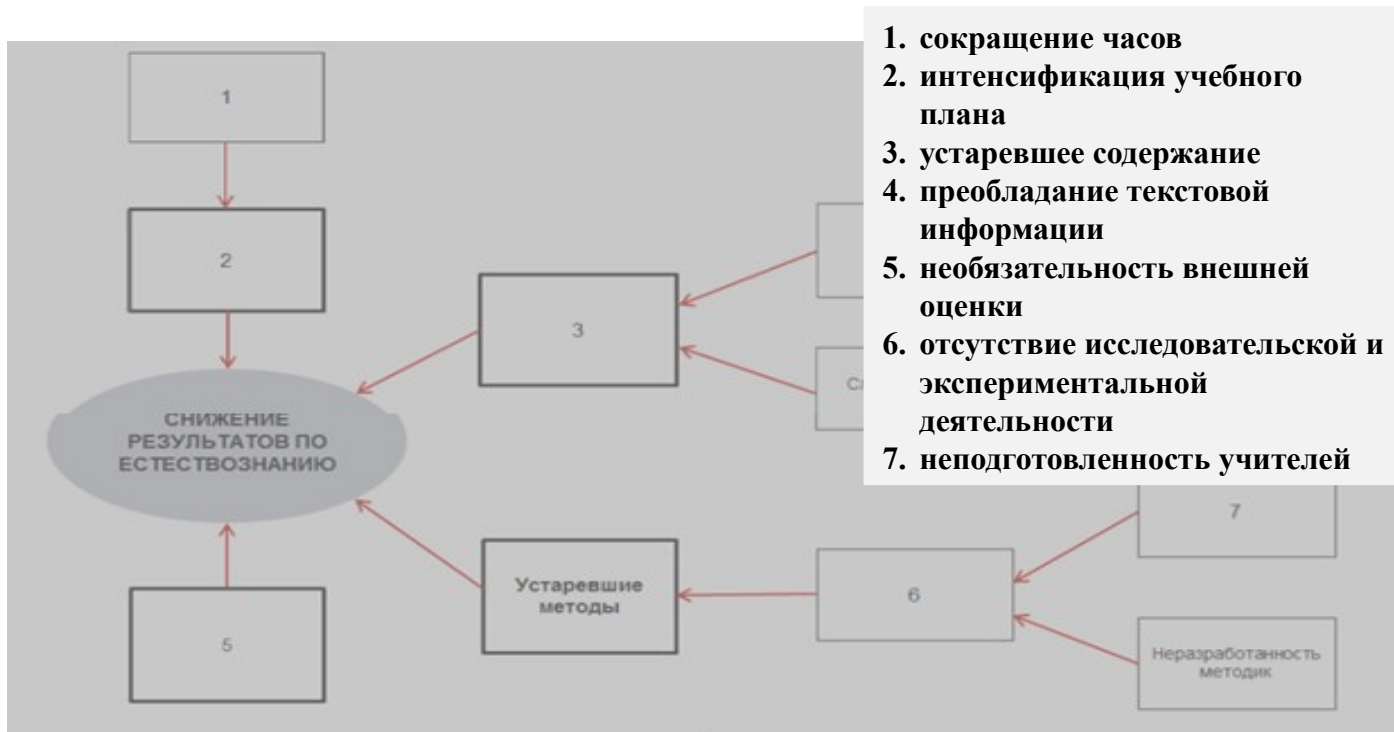 1. сокращение часов
2. интенсификация учебного
плана
3. устаревшее содержание
4. преобладание текстовой
информации
5. необязательность внешней
оценки
6. отсутствие исследовательской и
экспериментальной
деятельности
7. неподготовленность учителей
1
2
3
СНИЖЕНИЕ
РЕЗУЛЬТАТОВ ПО
ЕСТЕСТВОЗНАНИЮ
7
Устаревшие
методы
6
5
Неразработанность
методик